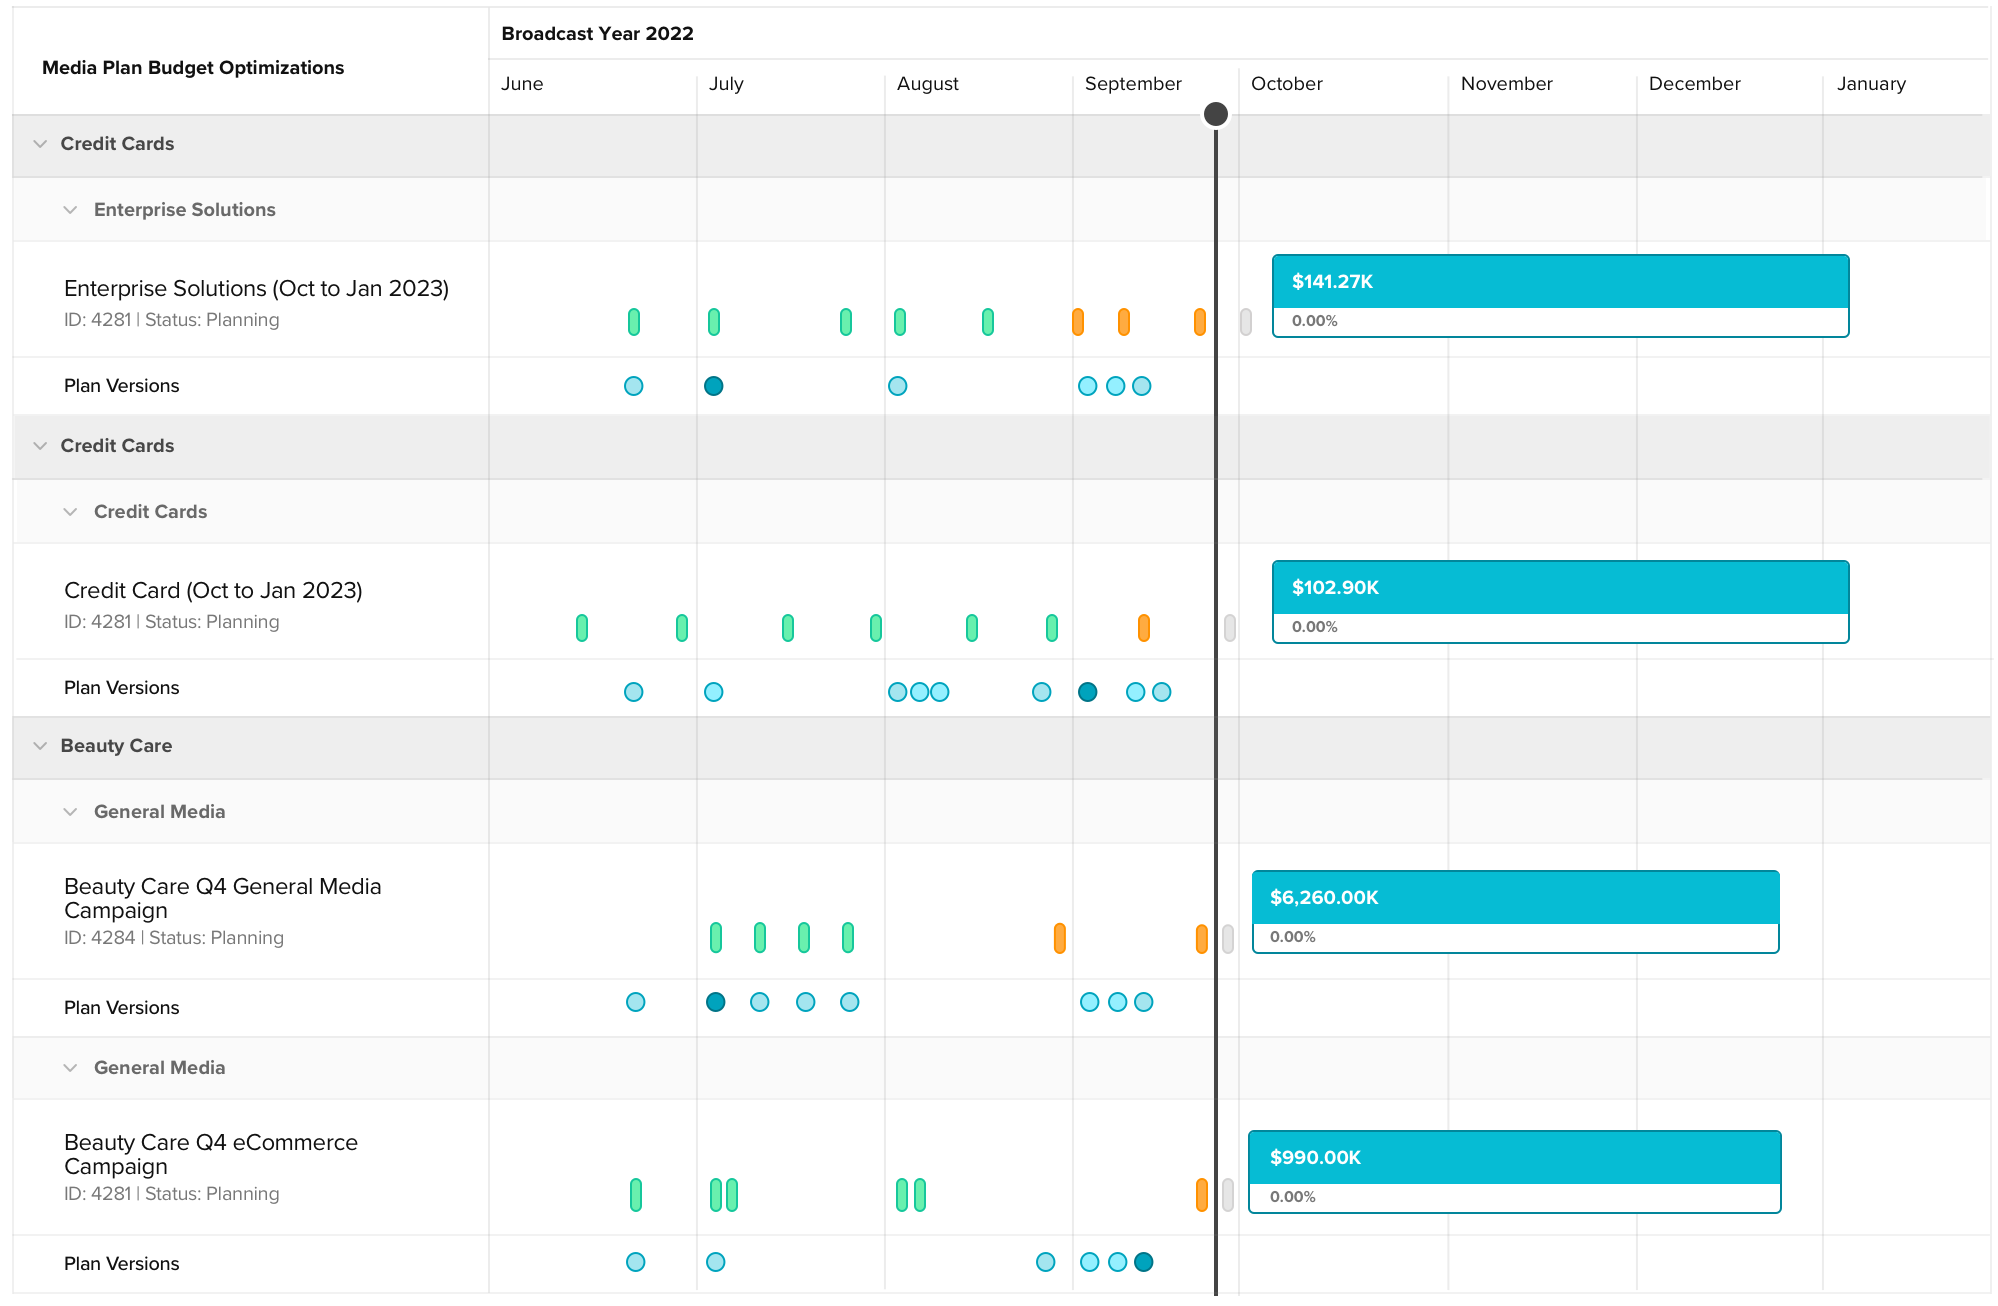 Broadcast Year 2022
Media Plan Budget Optimizations
June July August September October November December January
Credit Cards
Enterprise Solutions
Enterprise Solutions (Oct to Jan 2023)
ID: 4281 | Status: Planning
$141.27K
0.00%
Plan Versions
Credit Cards
Credit Cards
Credit Card (Oct to Jan 2023)
ID: 4281 | Status: Planning
$102.90K
0.00%
Plan Versions
Beauty Care
General Media
Beauty Care Q4 General Media
Campaign
ID: 4284 | Status: Planning
$6,260.00K
0.00%
Plan Versions
General Media
Beauty Care Q4 eCommerce
Campaign
ID: 4281 | Status: Planning
$990.00K
0.00%
Plan Versions